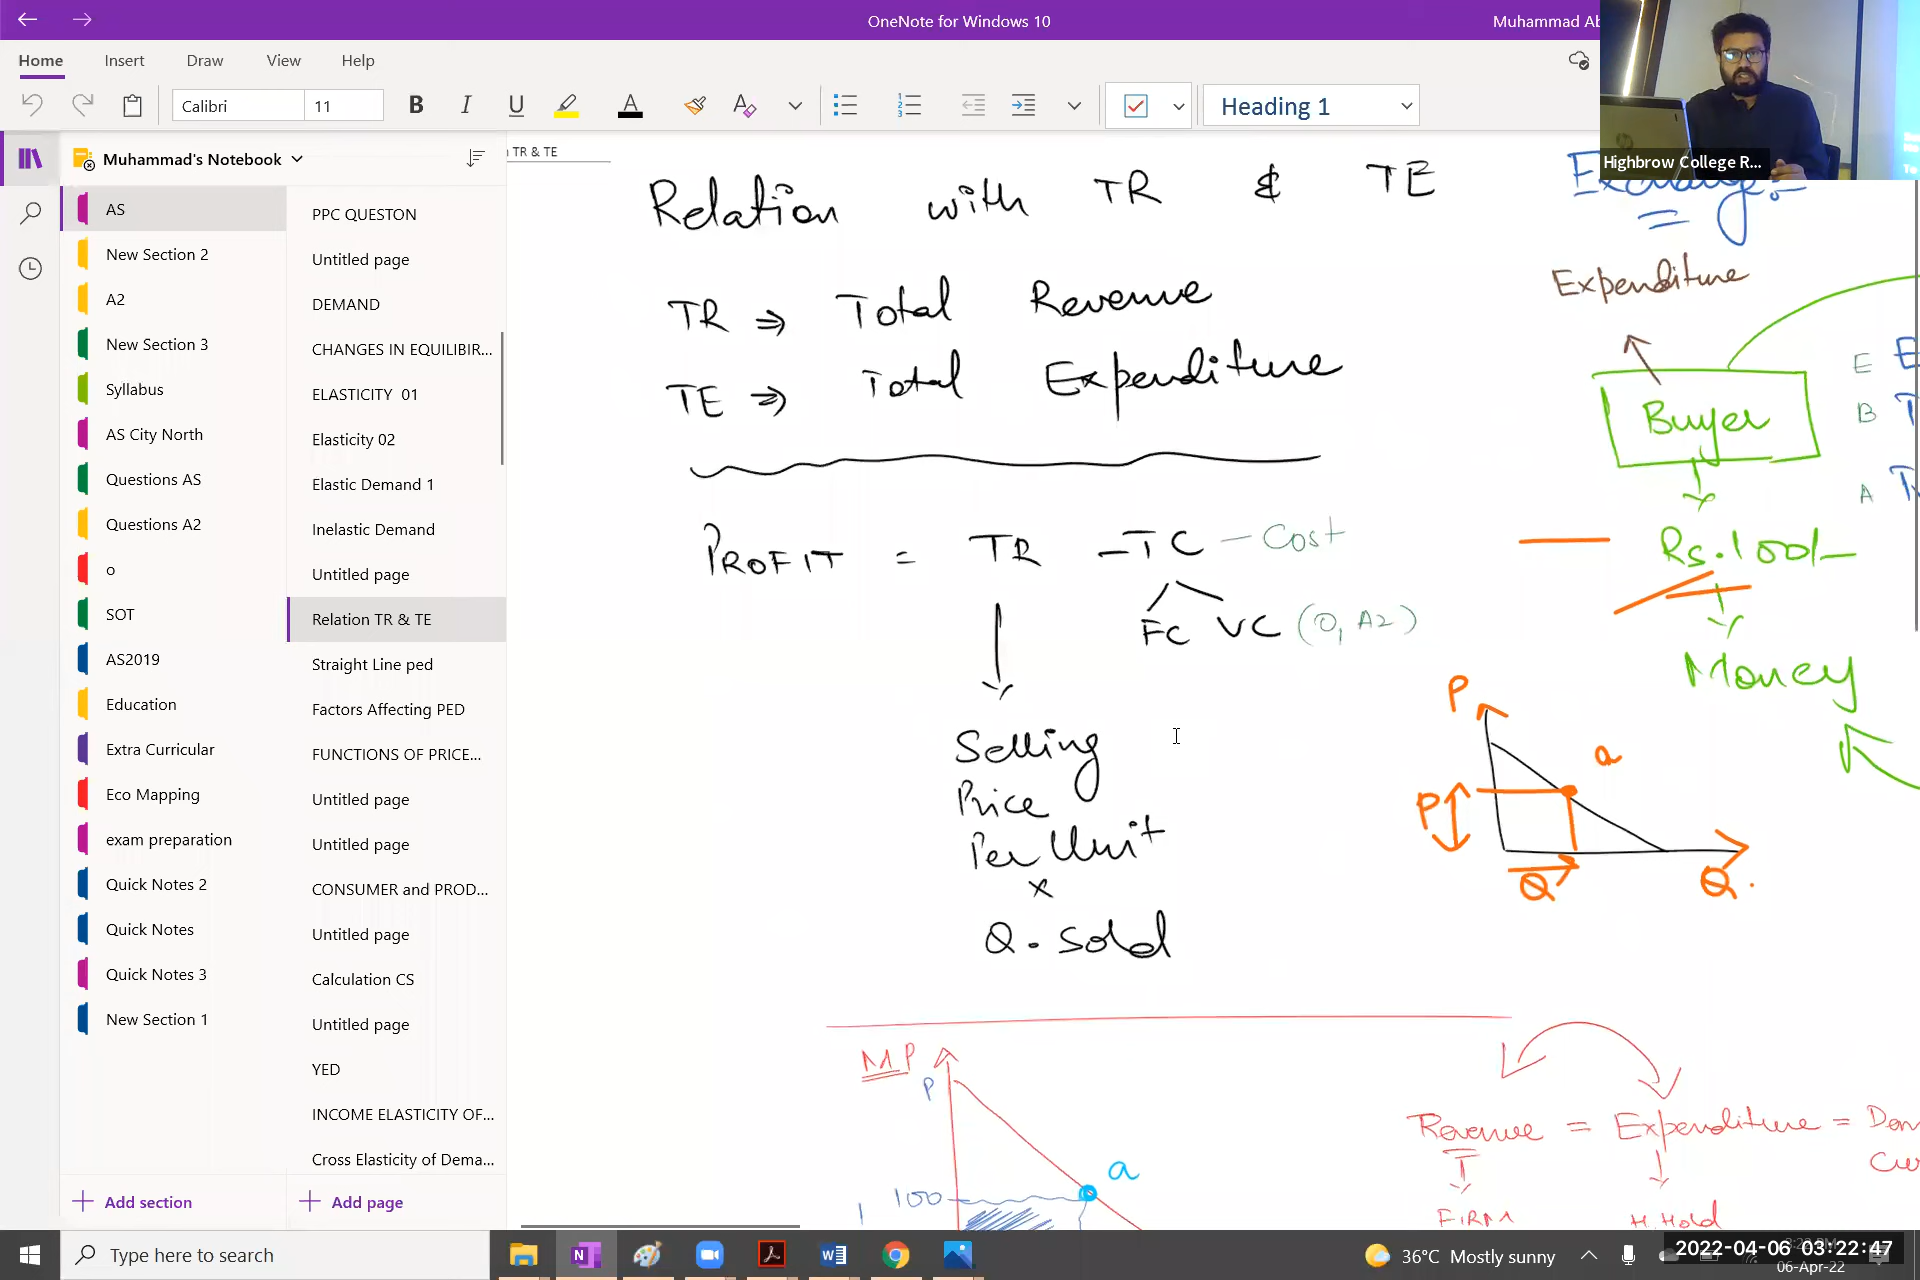 OneNote for Windows 10
Muhammad Ab
Home Insert Draw View Help
Calibri 11 B I U A Heading 1
Highbrow College R...
Muhammad's Notebook
AS
New Section 2
A2
New Section 3
Syllabus
AS City North
Questions AS
Questions A2
o
SOT
AS2019
Education
Extra Curricular
Eco Mapping
exam preparation
Quick Notes 2
Quick Notes
Quick Notes 3
New Section 1
Add section
PPC QUESTON
Untitled page
DEMAND
CHANGES IN EQUILIBIR...
ELASTICITY 01
Elasticity 02
Elastic Demand 1
Inelastic Demand
Untitled page
Relation TR & TE
Straight Line ped
Factors Affecting PED
FUNCTIONS OF PRICE...
Untitled page
Untitled page
CONSUMER and PROD...
Untitled page
Calculation CS
Untitled page
YED
INCOME ELASTICITY OF...
Cross Elasticity of Dema...
Add page
TR & TE
Relation with TR & TE
TR ⇒ Total Revenue
TE ⇒ Total Expenditure
PROFIT = TR - TC - Cost
FC VC (O, A2)
Selling
Price
Per Unit
x
Q. Sold
Expenditure
Buyer
E
B
A
Rs. 100/-
Money
P
a
P
Q
Q.
MP
P
a
100
Revenue = Expenditure = Dem
Cur
FIRM H.Hold
Type here to search
36°C Mostly sunny
2022-04-06 03:22:47
06-Apr-22